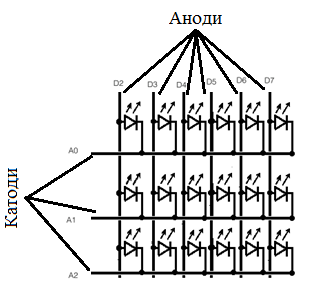 Аноди
D2 D3 D4 D5 D6 D7
A0
Катоди
A1
A2